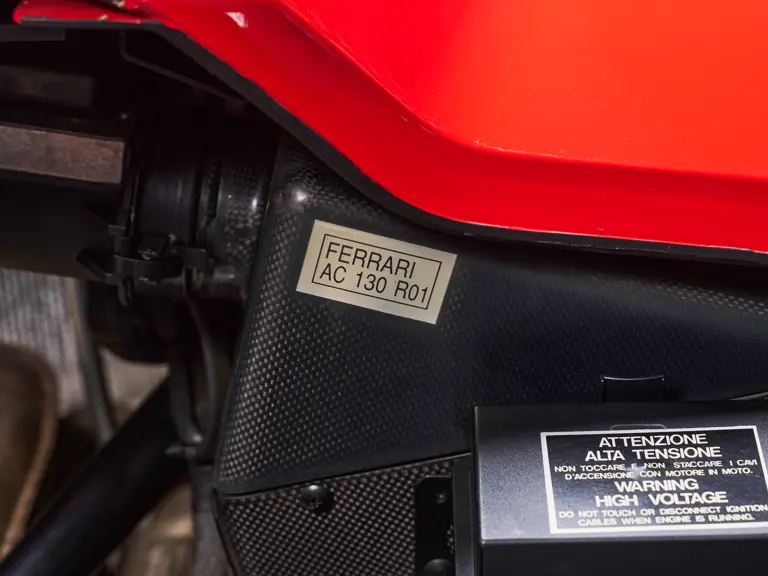 FERRARI
AC 130 R01
ATTENZIONE
ALTA TENSIONE
NON TOCCARE E NON STACCARE I CAVI
D'ACCENSIONE CON MOTORE IN MOTO.
WARNING
HIGH VOLTAGE
DO NOT TOUCH OR DISCONNECT IGNITION
CABLES WHEN ENGINE IS RUNNING.